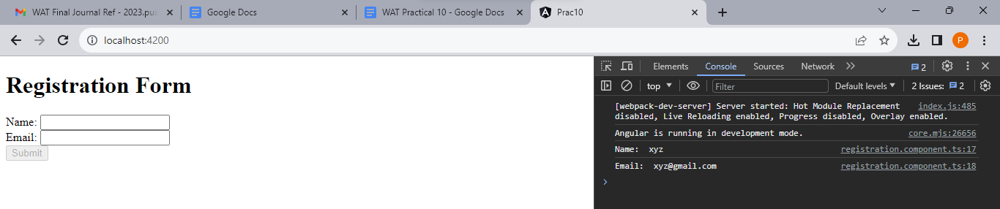 WAT Final Journal Ref - 2023.pus
Google Docs
WAT Practical 10 - Google Docs
Prac10
localhost:4200
P
Registration Form
Name:
Email:
Submit
Elements Console Sources Network 2
top Filter Default levels 2 Issues: 2
[webpack-dev-server] Server started: Hot Module Replacement index.js:485
disabled, Live Reloading enabled, Progress disabled, Overlay enabled.
Angular is running in development mode. core.mjs:26656
Name: xyz registration.component.ts:17
Email: xyz@gmail.com registration.component.ts:18